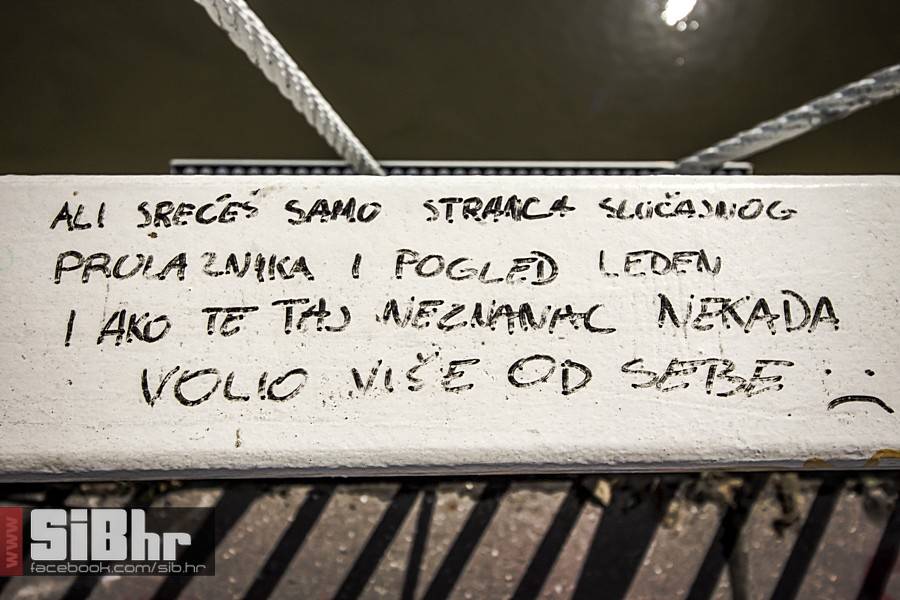 ALI SREĆEŠ SAMO STRANCA SLUČAJNOG
PROLAZNIKA I POGLED LEDEN
I AKO TE TAJ NEZNANAC NEKADA
VOLIO VIŠE OD SEBE :(
www SiBhr
facebook.com/sib.hr